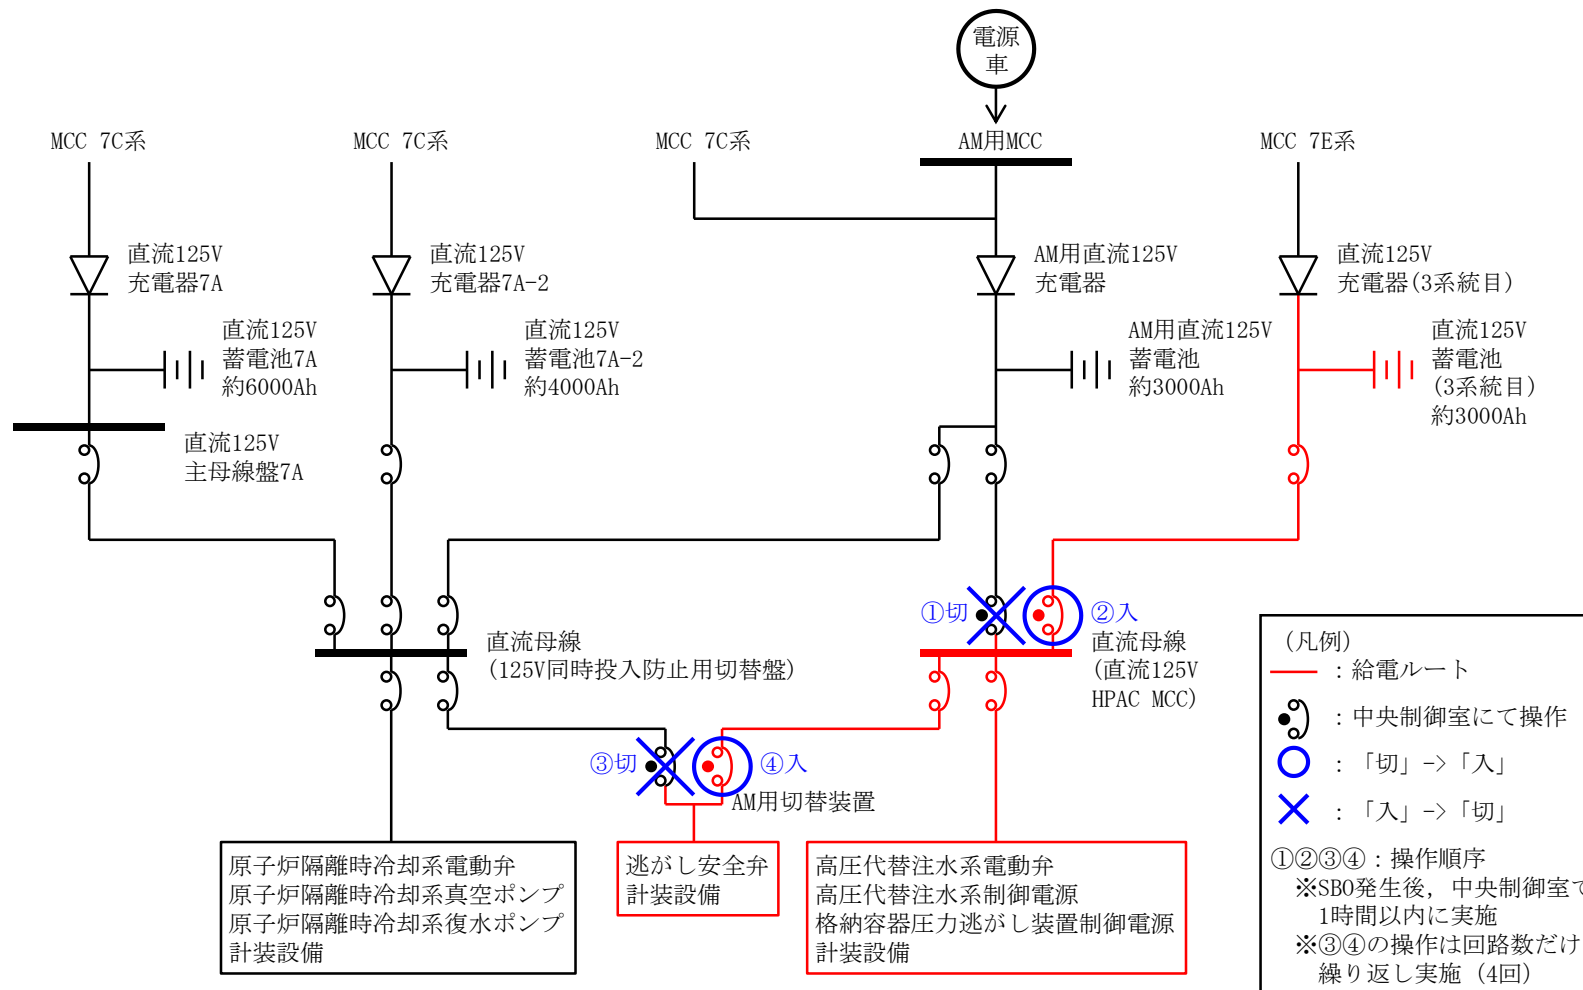 電源
車
MCC 7C系
MCC 7C系
MCC 7C系
AM用MCC
MCC 7E系
直流125V
充電器7A
直流125V
充電器7A-2
AM用直流125V
充電器
直流125V
充電器(3系統目)
直流125V
蓄電池7A
約6000Ah
直流125V
蓄電池7A-2
約4000Ah
AM用直流125V
蓄電池
約3000Ah
直流125V
蓄電池
(3系統目)
約3000Ah
直流125V
主母線盤7A
①切
②入
直流母線
(125V同時投入防止用切替盤)
直流母線
(直流125V
HPAC MCC)
③切
④入
AM用切替装置
原子炉隔離時冷却系電動弁
原子炉隔離時冷却系真空ポンプ
原子炉隔離時冷却系復水ポンプ
計装設備
逃がし安全弁
計装設備
高圧代替注水系電動弁
高圧代替注水系制御電源
格納容器圧力逃がし装置制御電源
計装設備
(凡例)
：給電ルート
：中央制御室にて操作
：「切」->「入」
：「入」->「切」
①②③④：操作順序
※SBO発生後，中央制御室で
1時間以内に実施
※③④の操作は回路数だけ
繰り返し実施（4回）